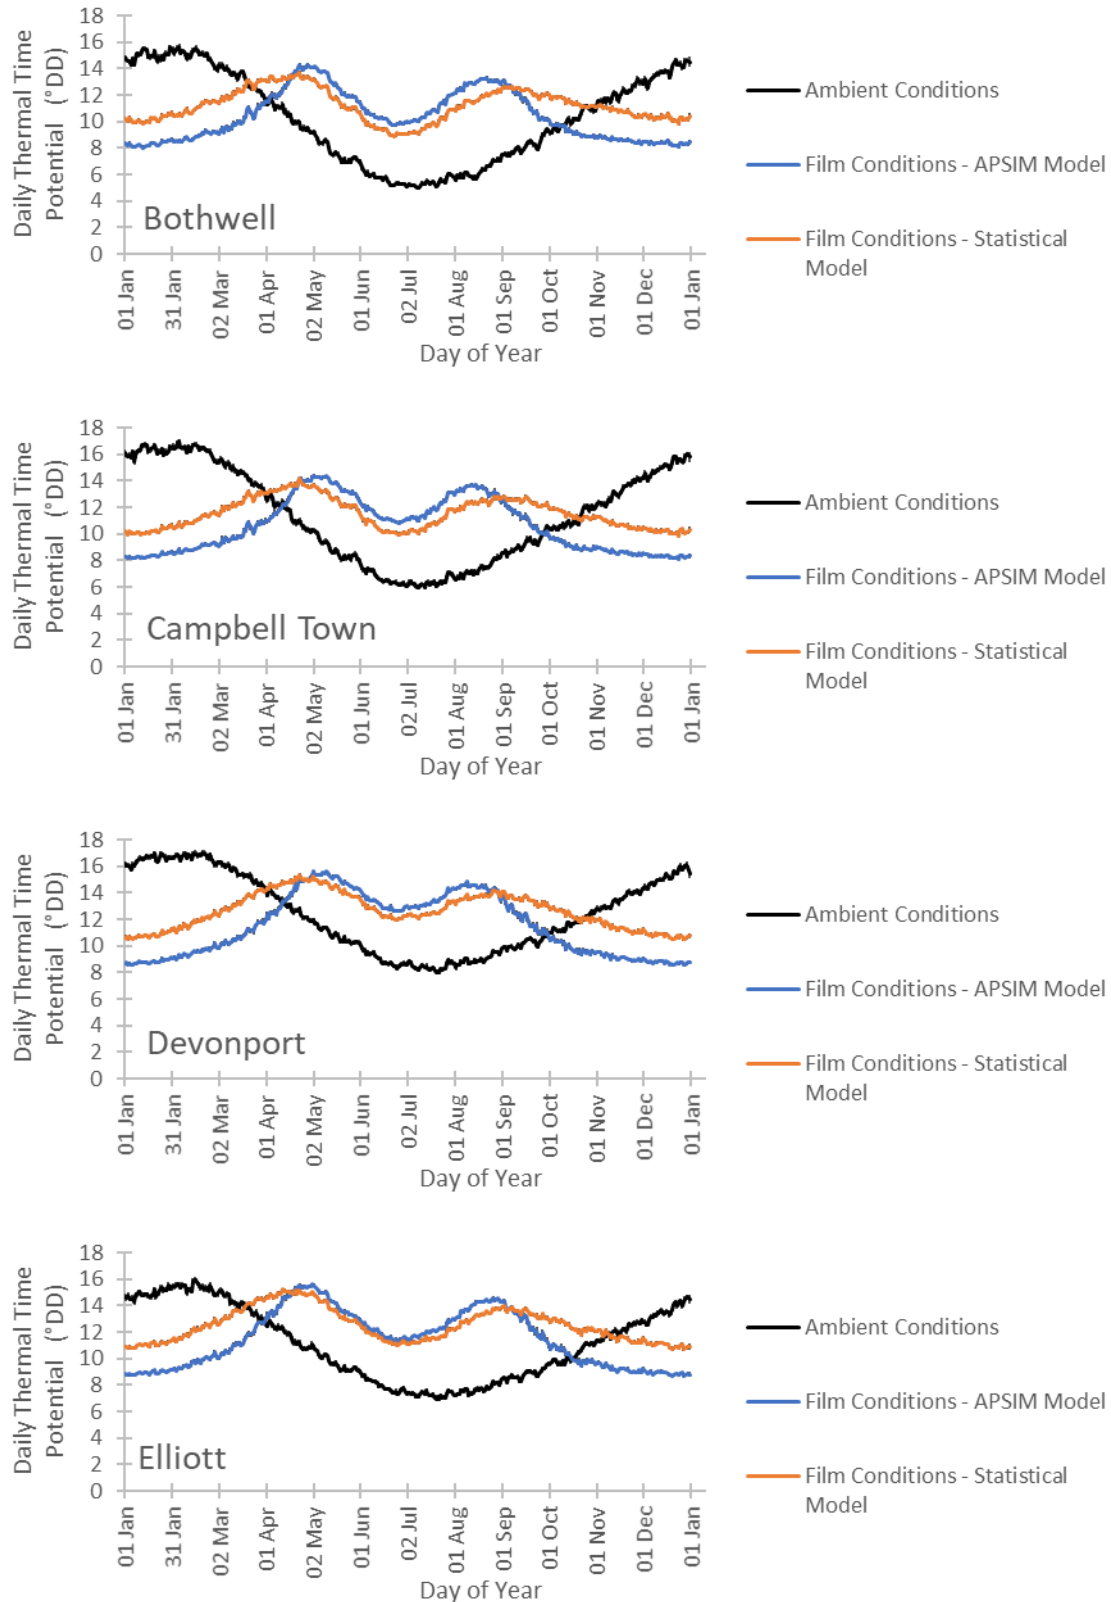 Daily Thermal Time
Potential (°DD)
18
16
14
12
10
8
6
4
2
0
Bothwell
01 Jan
31 Jan
02 Mar
01 Apr
02 May
01 Jun
02 Jul
01 Aug
01 Sep
01 Oct
01 Nov
01 Dec
01 Jan
Day of Year
Ambient Conditions
Film Conditions - APSIM Model
Film Conditions - Statistical
Model
Daily Thermal Time
Potential (°DD)
18
16
14
12
10
8
6
4
2
0
Campbell Town
01 Jan
31 Jan
02 Mar
01 Apr
02 May
01 Jun
02 Jul
01 Aug
01 Sep
01 Oct
01 Nov
01 Dec
01 Jan
Day of Year
Ambient Conditions
Film Conditions - APSIM Model
Film Conditions - Statistical
Model
Daily Thermal Time
Potential (°DD)
18
16
14
12
10
8
6
4
2
0
Devonport
01 Jan
31 Jan
02 Mar
01 Apr
02 May
01 Jun
02 Jul
01 Aug
01 Sep
01 Oct
01 Nov
01 Dec
01 Jan
Day of Year
Ambient Conditions
Film Conditions - APSIM Model
Film Conditions - Statistical
Model
Daily Thermal Time
Potential (°DD)
18
16
14
12
10
8
6
4
2
0
Elliott
01 Jan
31 Jan
02 Mar
01 Apr
02 May
01 Jun
02 Jul
01 Aug
01 Sep
01 Oct
01 Nov
01 Dec
01 Jan
Day of Year
Ambient Conditions
Film Conditions - APSIM Model
Film Conditions - Statistical
Model